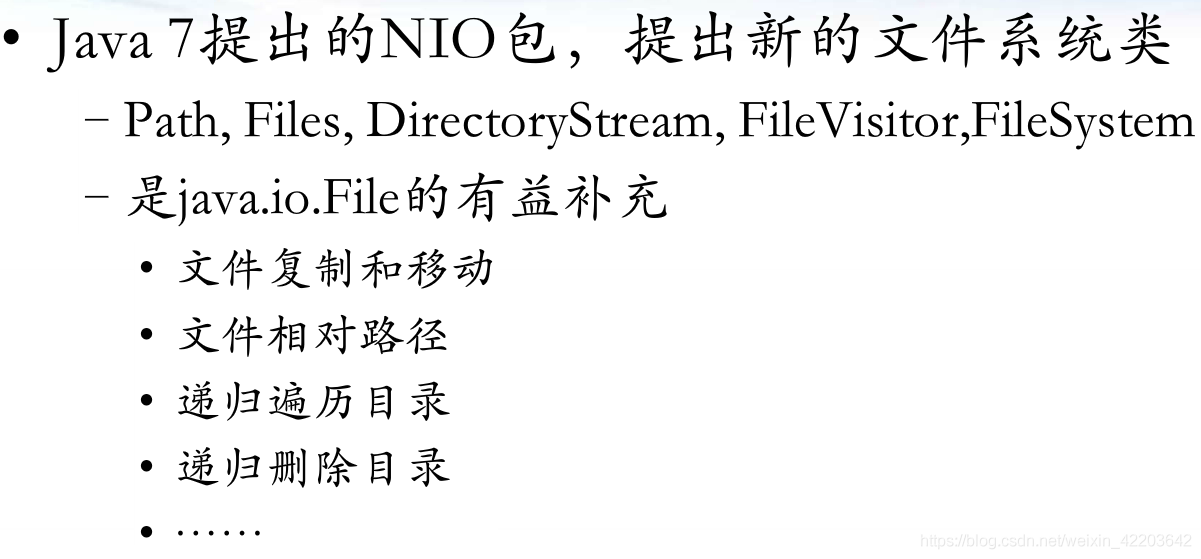 • Java 7提出的NIO包，提出新的文件系统类
– Path, Files, DirectoryStream, FileVisitor,FileSystem
– 是java.io.File的有益补充
• 文件复制和移动
• 文件相对路径
• 递归遍历目录
• 递归删除目录
• ……
https://blog.csdn.net/weixin_42203642